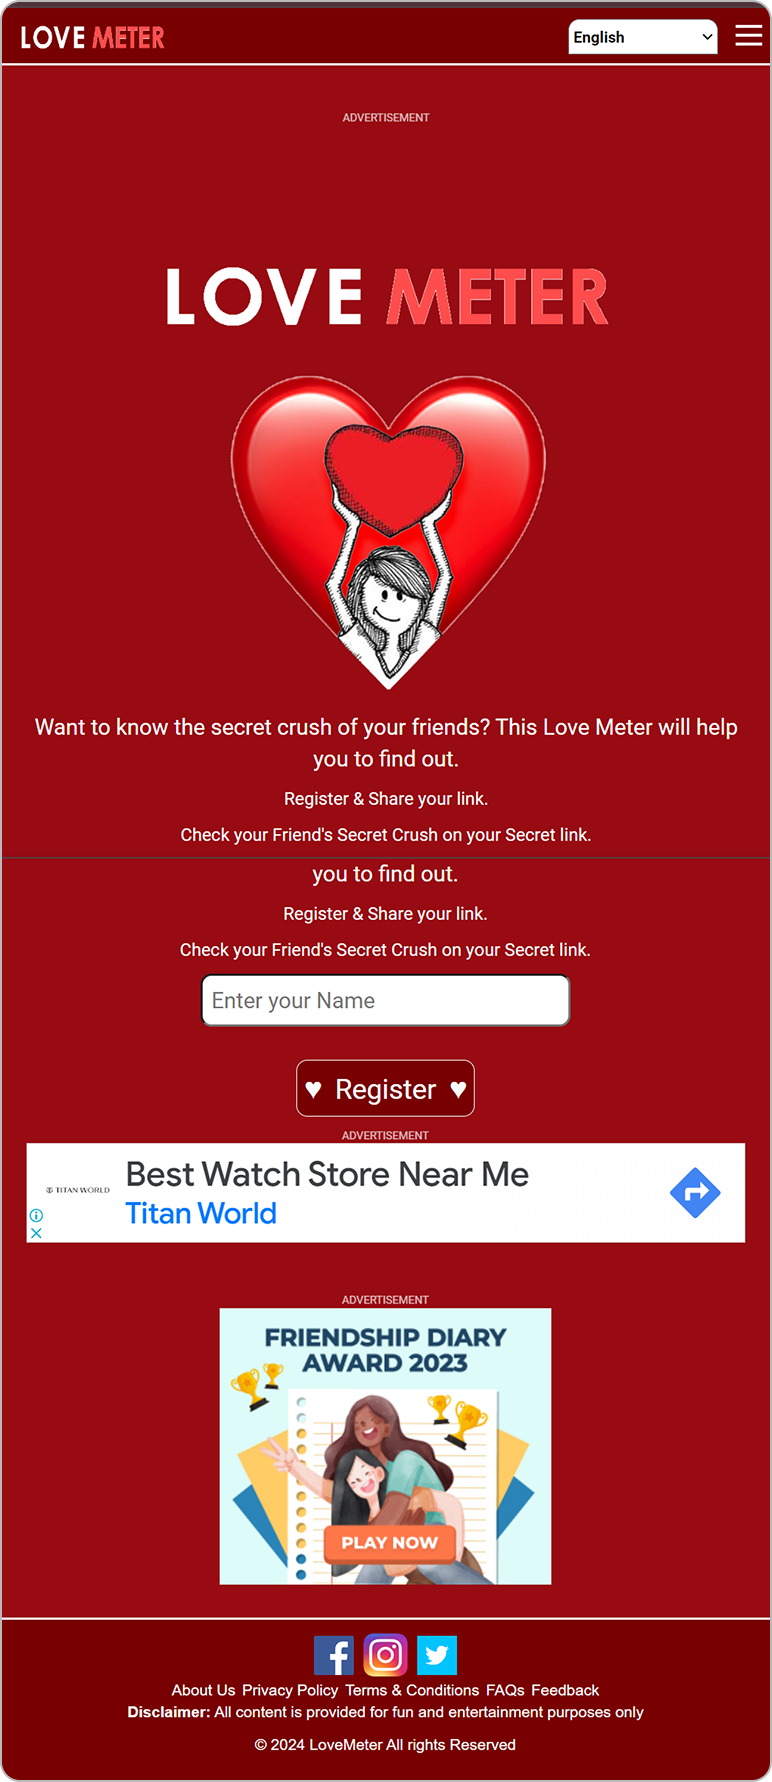 LOVE METER
English
ADVERTISEMENT
LOVE METER
Want to know the secret crush of your friends? This Love Meter will help
you to find out.
Register & Share your link.
Check your Friend's Secret Crush on your Secret link.
you to find out.
Register & Share your link.
Check your Friend's Secret Crush on your Secret link.
Enter your Name
♥ Register ♥
ADVERTISEMENT
TITAN WORLD
Best Watch Store Near Me
Titan World
ADVERTISEMENT
FRIENDSHIP DIARY
AWARD 2023
PLAY NOW
About Us Privacy Policy Terms & Conditions FAQs Feedback
Disclaimer: All content is provided for fun and entertainment purposes only
© 2024 LoveMeter All rights Reserved